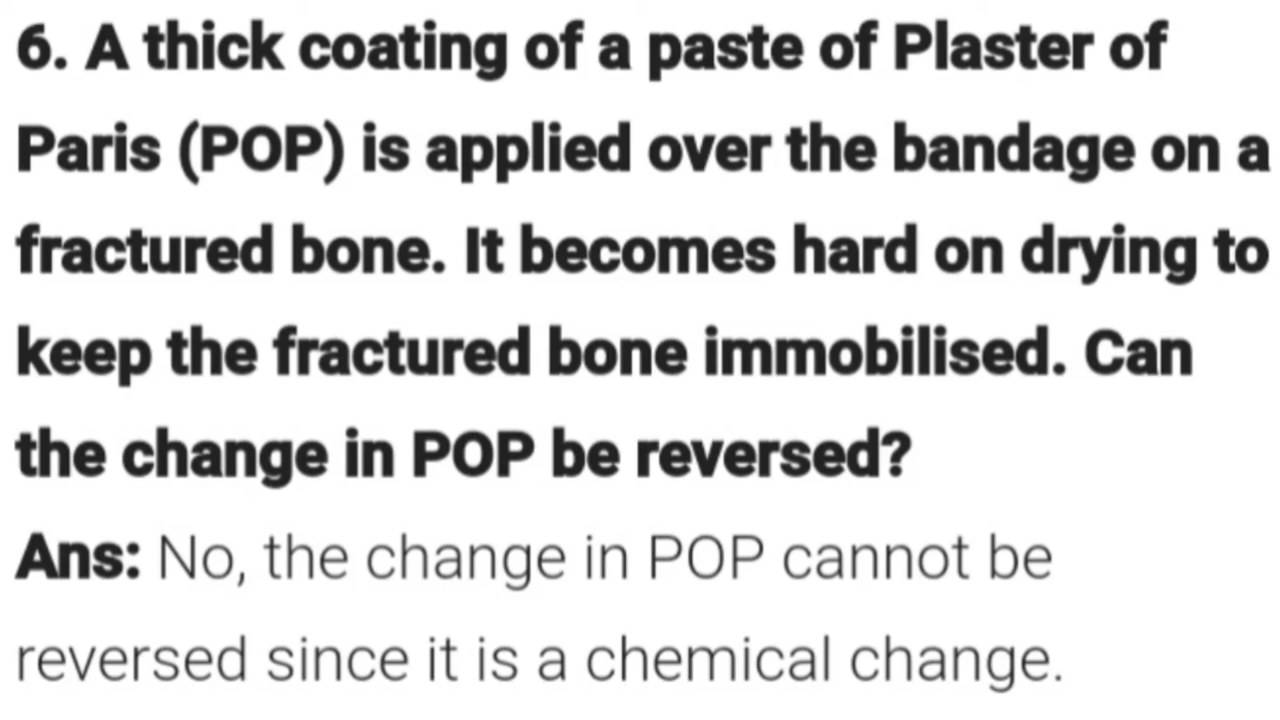 6. A thick coating of a paste of Plaster of
Paris (POP) is applied over the bandage on a
fractured bone. It becomes hard on drying to
keep the fractured bone immobilised. Can
the change in POP be reversed?
Ans: No, the change in POP cannot be
reversed since it is a chemical change.